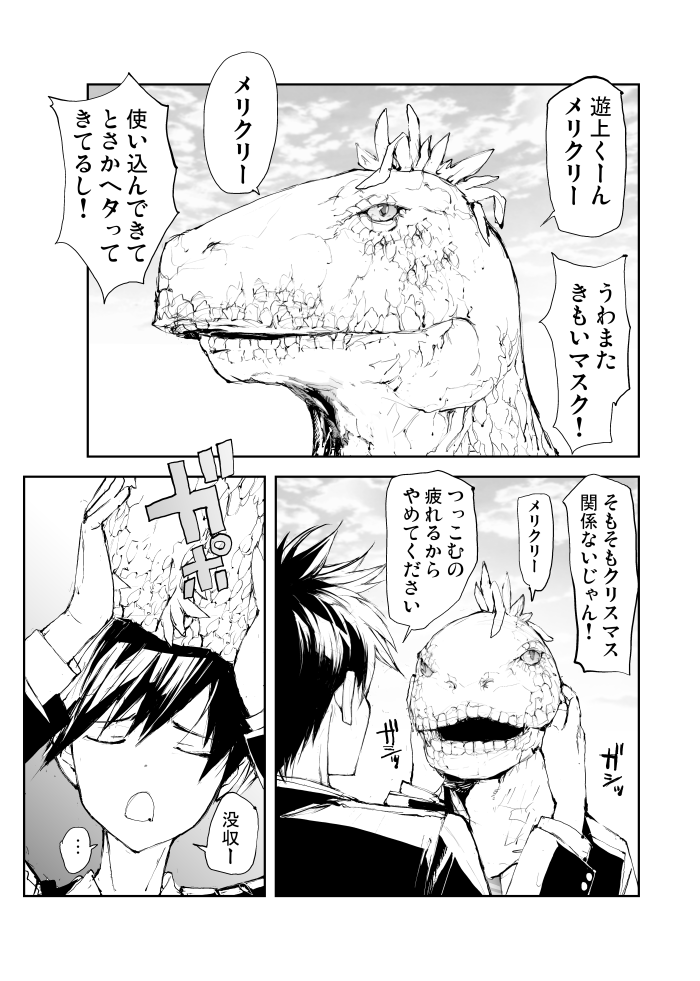 遊上くーん
メリクリー
うわまた
きもいマスク！
メリクリー
使い込んできて
とさかヘタって
きてるし！
そもそもクリスマス
関係ないじゃん！
メリクリー
つっこむの
疲れるから
やめてください
ガシッ
ガシッ
ガポッ
没収ー
…